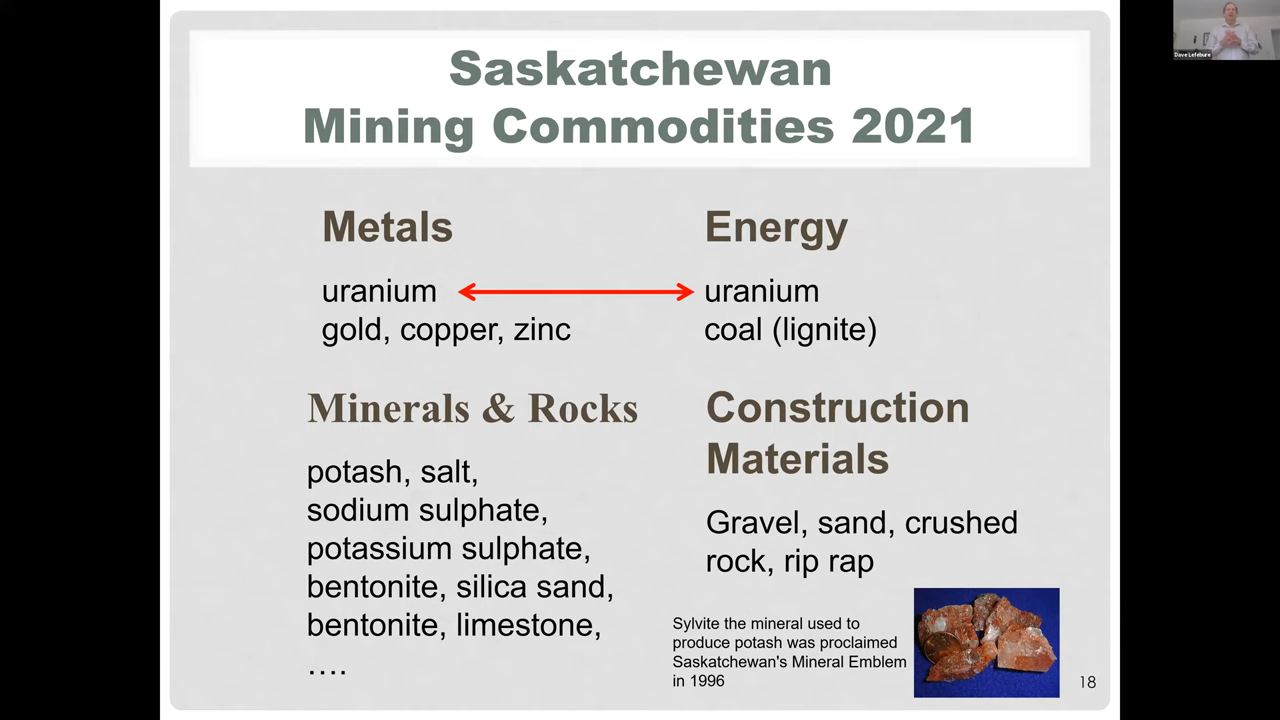 Saskatchewan
Mining Commodities 2021
Dave Lefebure
Metals
uranium
gold, copper, zinc
Energy
uranium
coal (lignite)
Minerals & Rocks
potash, salt,
sodium sulphate,
potassium sulphate,
bentonite, silica sand,
bentonite, limestone,
....
Construction
Materials
Gravel, sand, crushed
rock, rip rap
Sylvite the mineral used to
produce potash was proclaimed
Saskatchewan's Mineral Emblem
in 1996
18